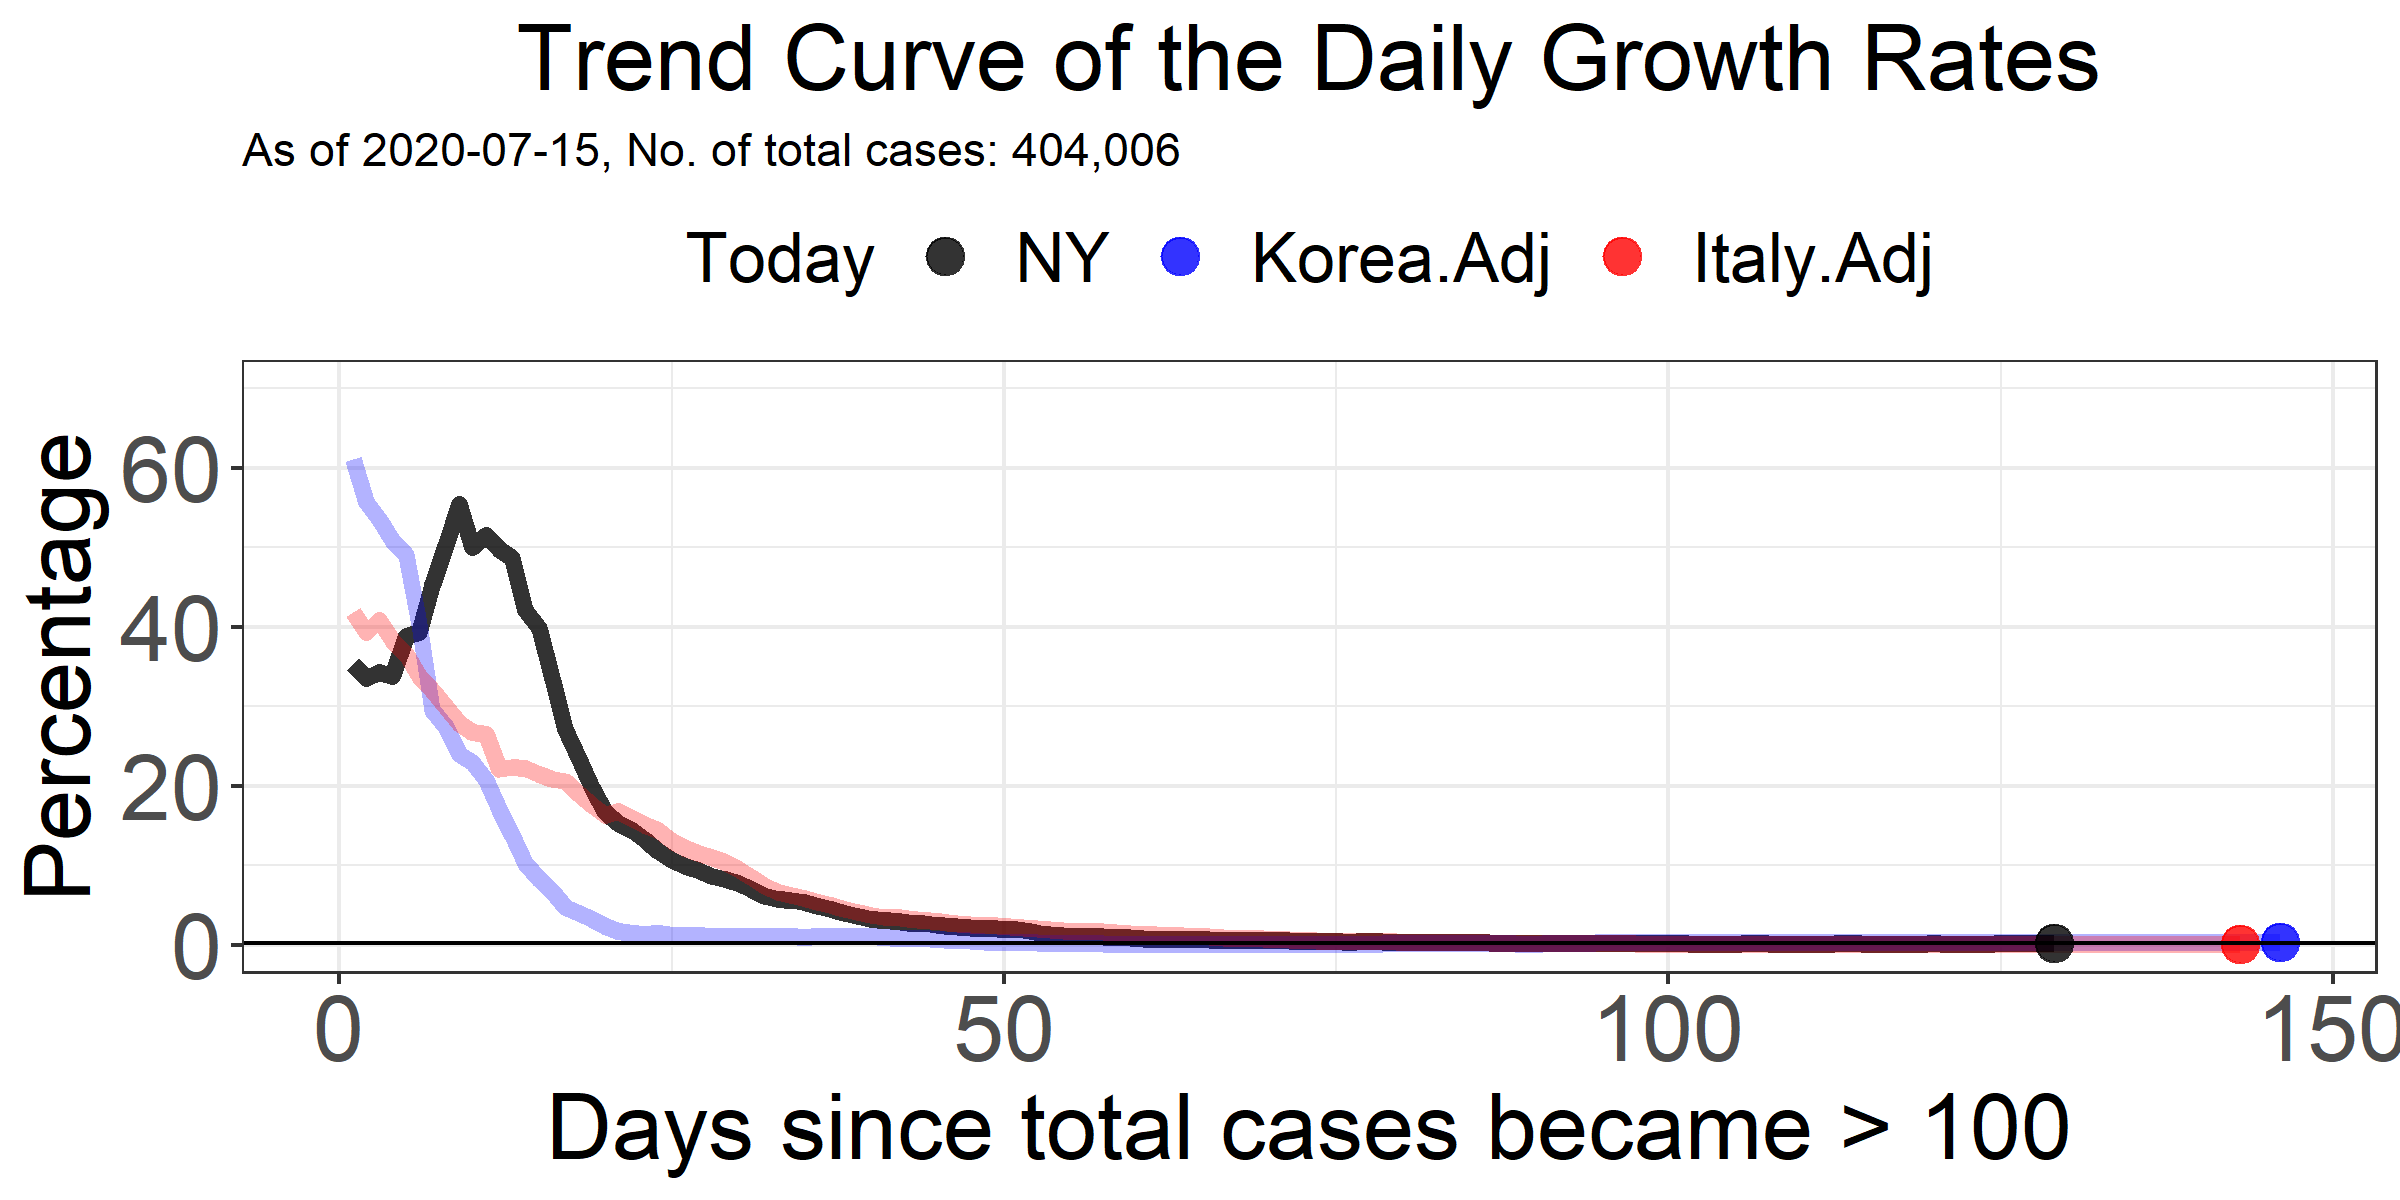 Trend Curve of the Daily Growth Rates
As of 2020-07-15, No. of total cases: 404,006
Today NY Korea.Adj Italy.Adj
Percentage
60
40
20
0
0 50 100 150
Days since total cases became > 100